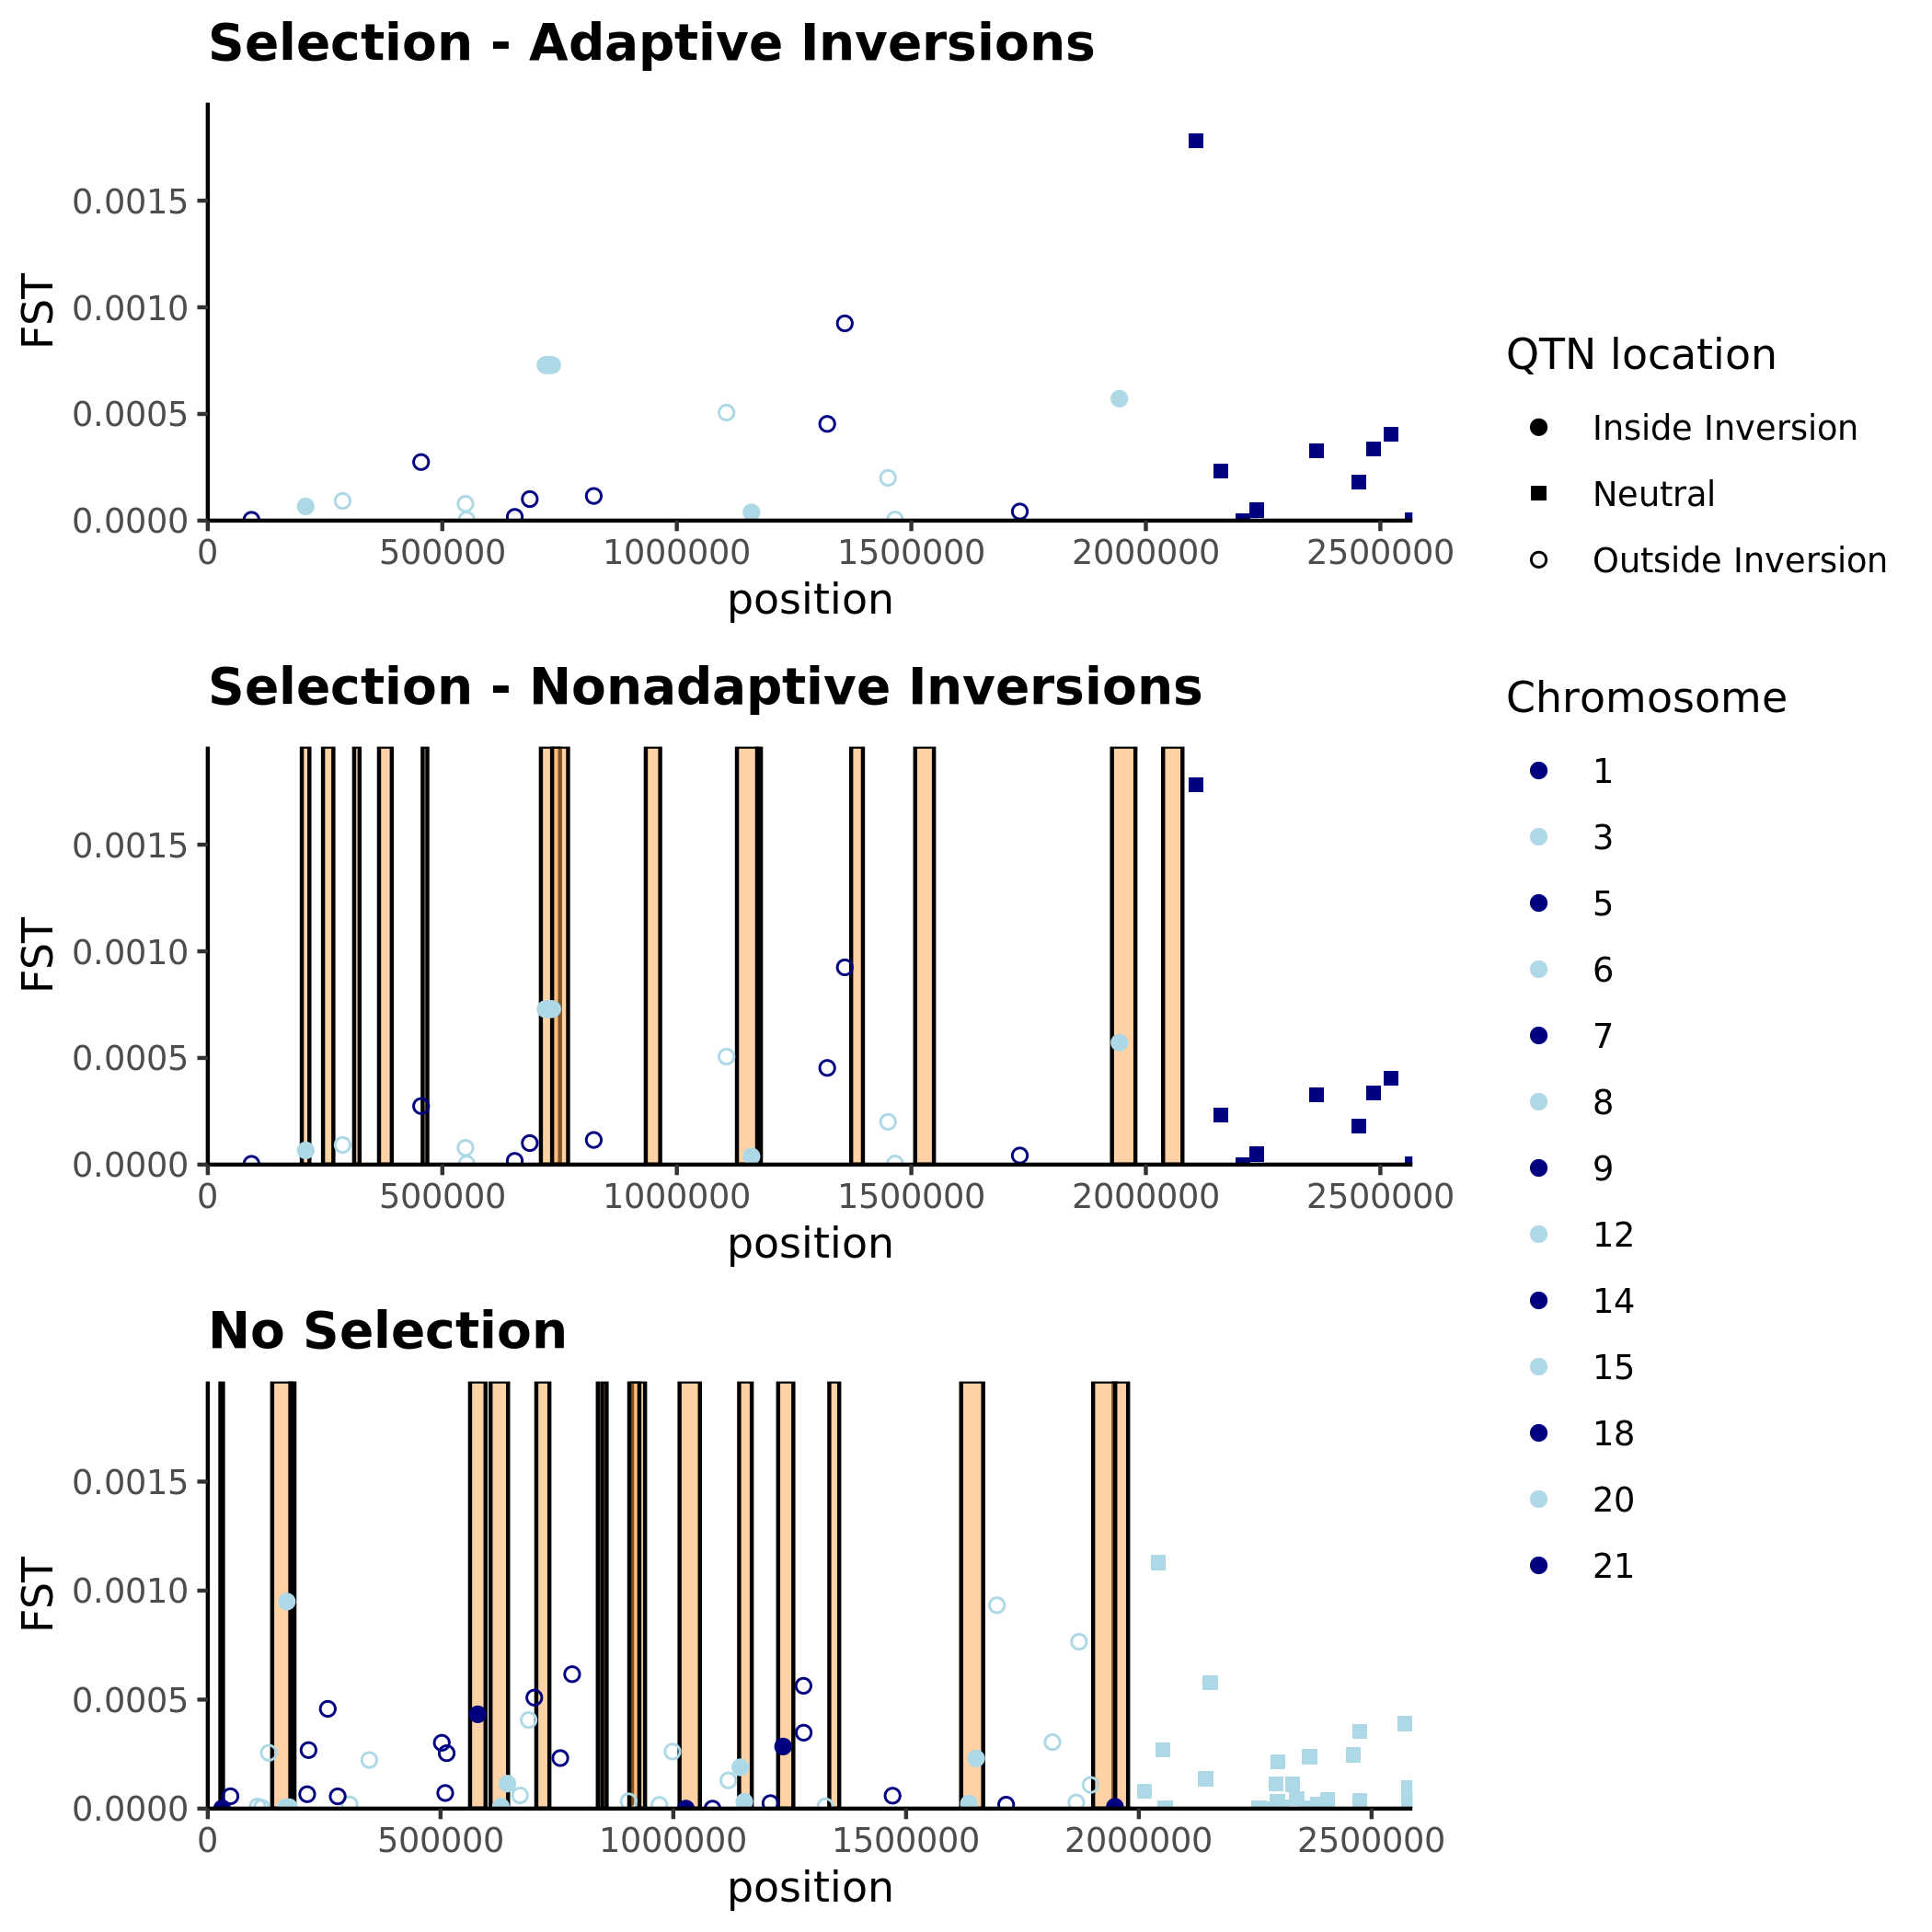 Selection - Adaptive Inversions
FST
0.0015
0.0010
0.0005
0.0000
0 500000 1000000 1500000 2000000 2500000
position
QTN location
Inside Inversion
Neutral
Outside Inversion
Selection - Nonadaptive Inversions
FST
0.0015
0.0010
0.0005
0.0000
0 500000 1000000 1500000 2000000 2500000
position
Chromosome
1
3
5
6
7
8
9
12
14
15
18
20
21
No Selection
FST
0.0015
0.0010
0.0005
0.0000
0 500000 1000000 1500000 2000000 2500000
position